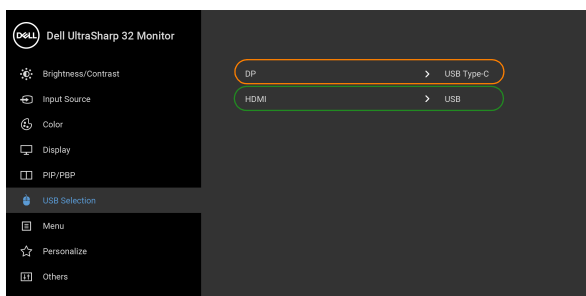 DELL
Dell UltraSharp 32 Monitor
Brightness/Contrast
DP > USB Type-C
Input Source
HDMI > USB
Color
Display
PIP/PBP
USB Selection
Menu
Personalize
Others